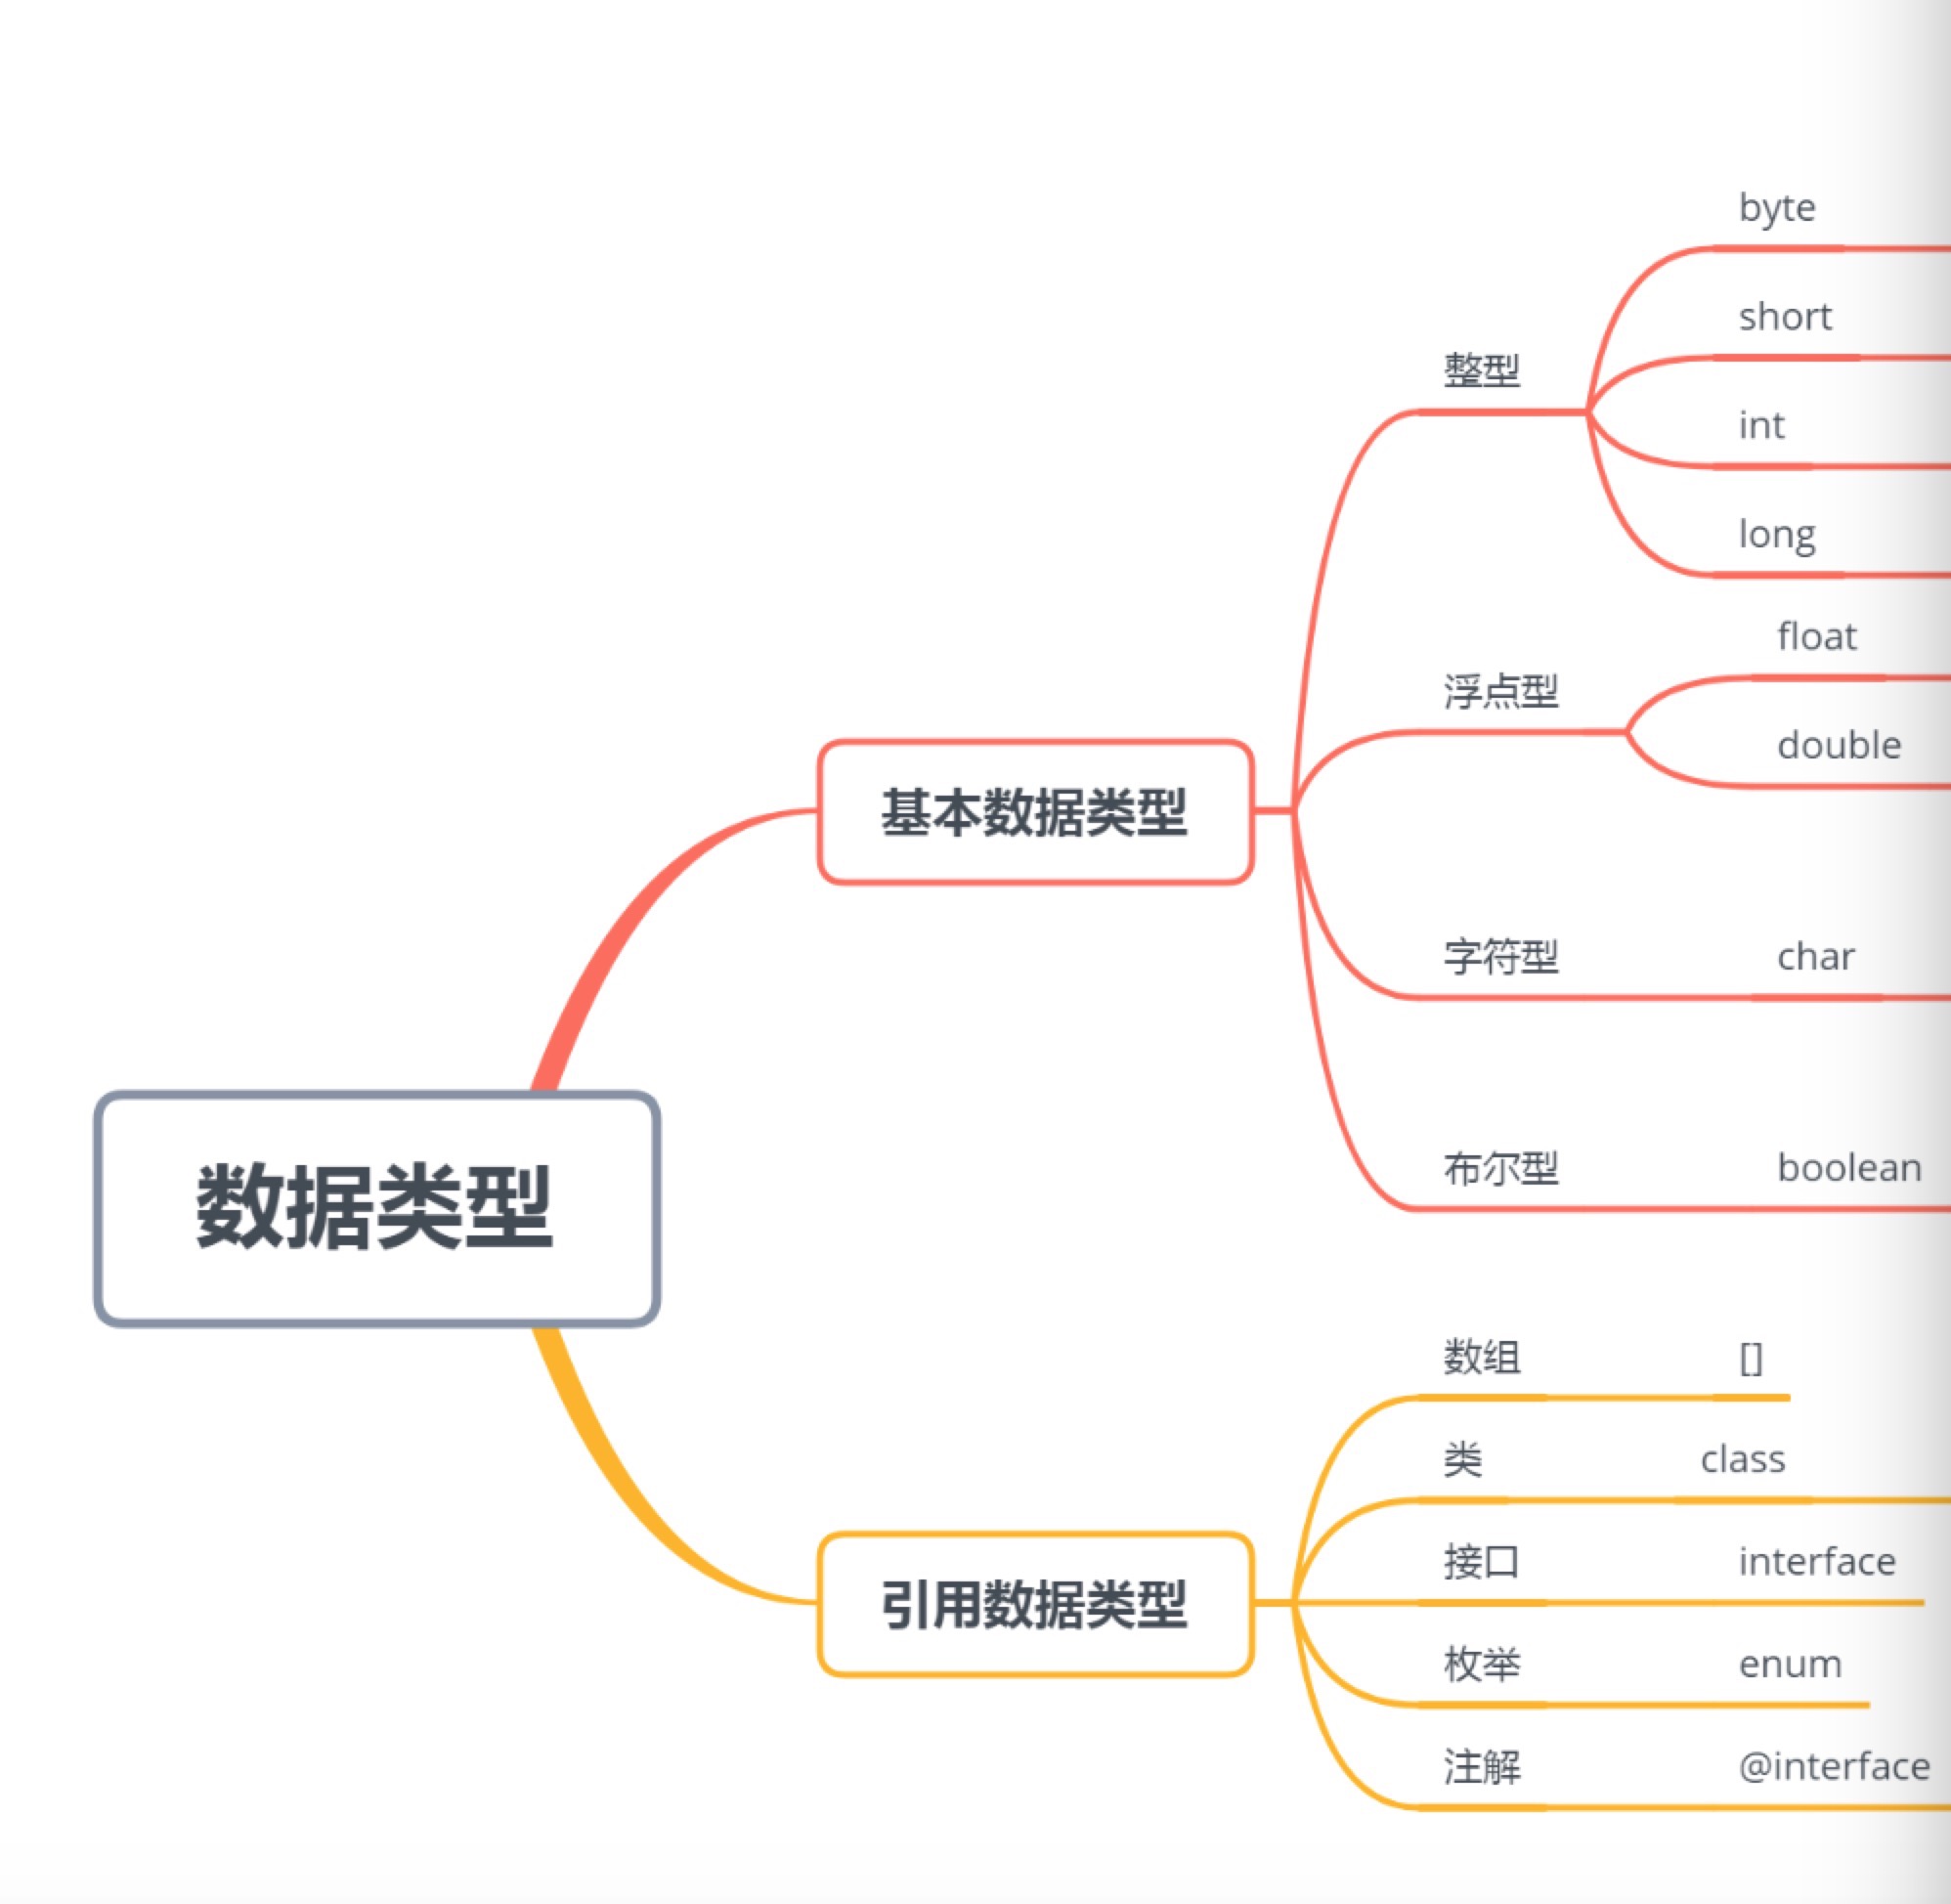 数据类型
基本数据类型
整型
byte
short
int
long
浮点型
float
double
字符型
char
布尔型
boolean
引用数据类型
数组
[]
类
class
接口
interface
枚举
enum
注解
@interface